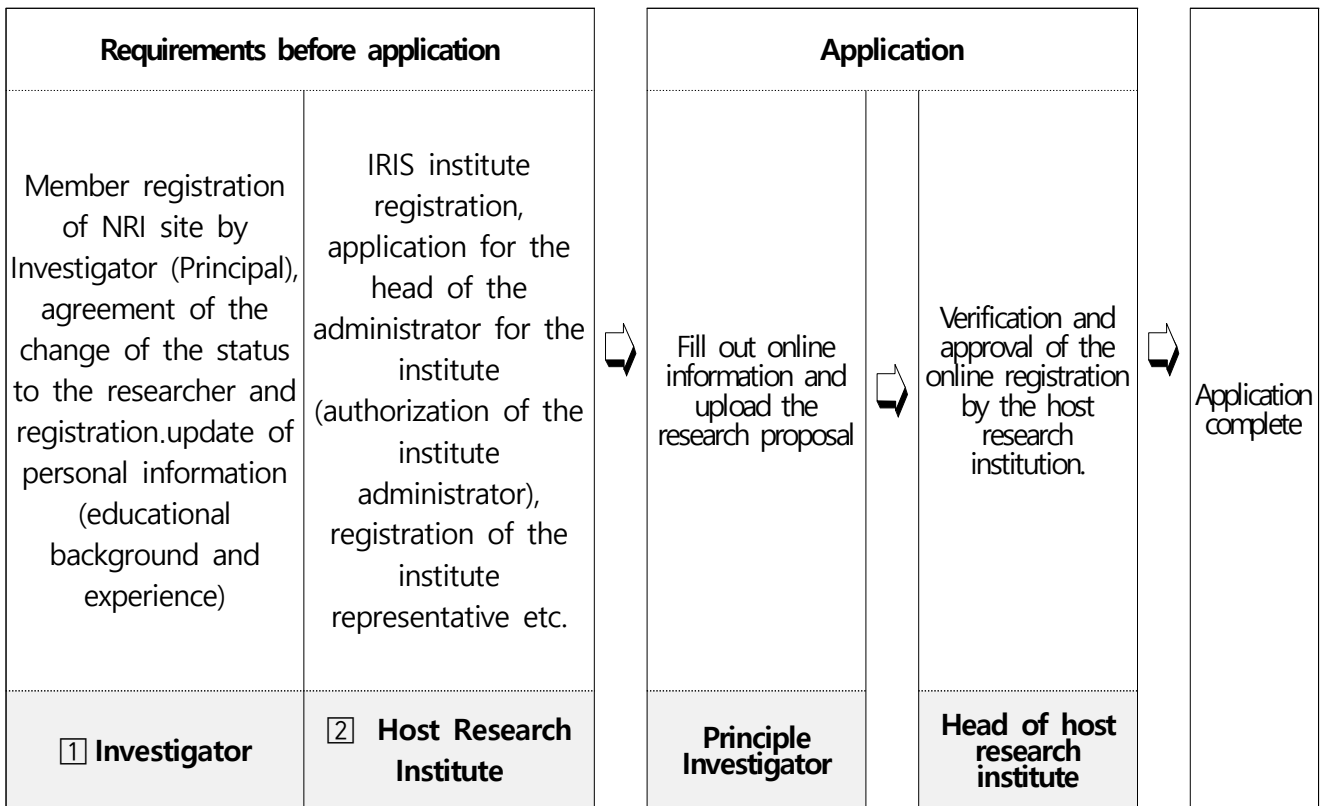 Requirements before application
Member registration
of NRI site by
Investigator (Principal),
agreement of the
change of the status
to the researcher and
registration.update of
personal information
(educational
background and
experience)
1 Investigator
IRIS institute
registration,
application for the
head of the
administrator for the
institute
(authorization of the
institute
administrator),
registration of the
institute
representative etc.
2 Host Research
Institute
Application
Fill out online
information and
upload the
research proposal
Principle
Investigator
Verification and
approval of the
online registration
by the host
research
institution.
Head of host
research
institute
Application
complete